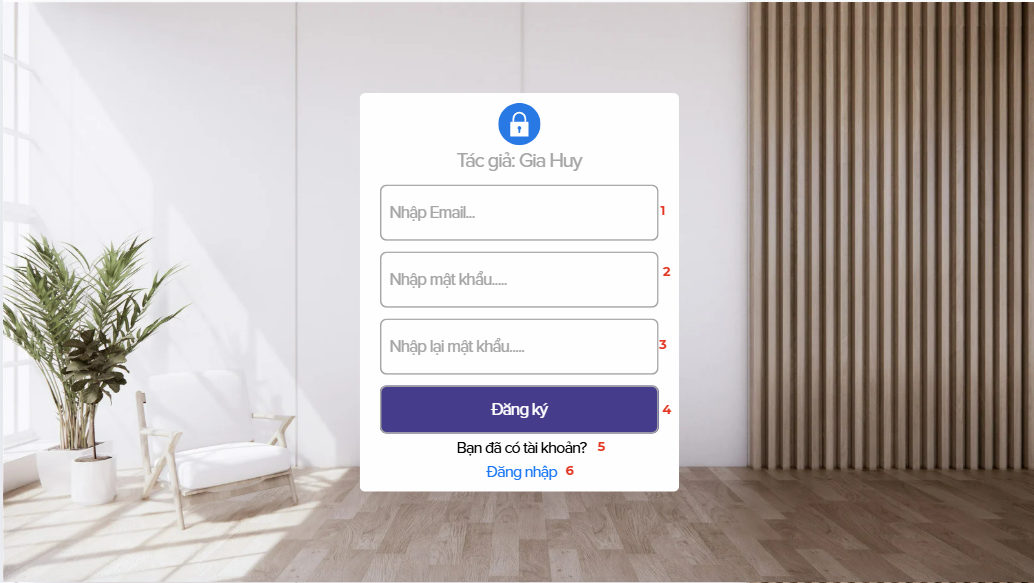 Tác giả: Gia Huy
Nhập Email... 1
Nhập mật khẩu..... 2
Nhập lại mật khẩu..... 3
Đăng ký 4
Bạn đã có tài khoản? 5
Đăng nhập 6